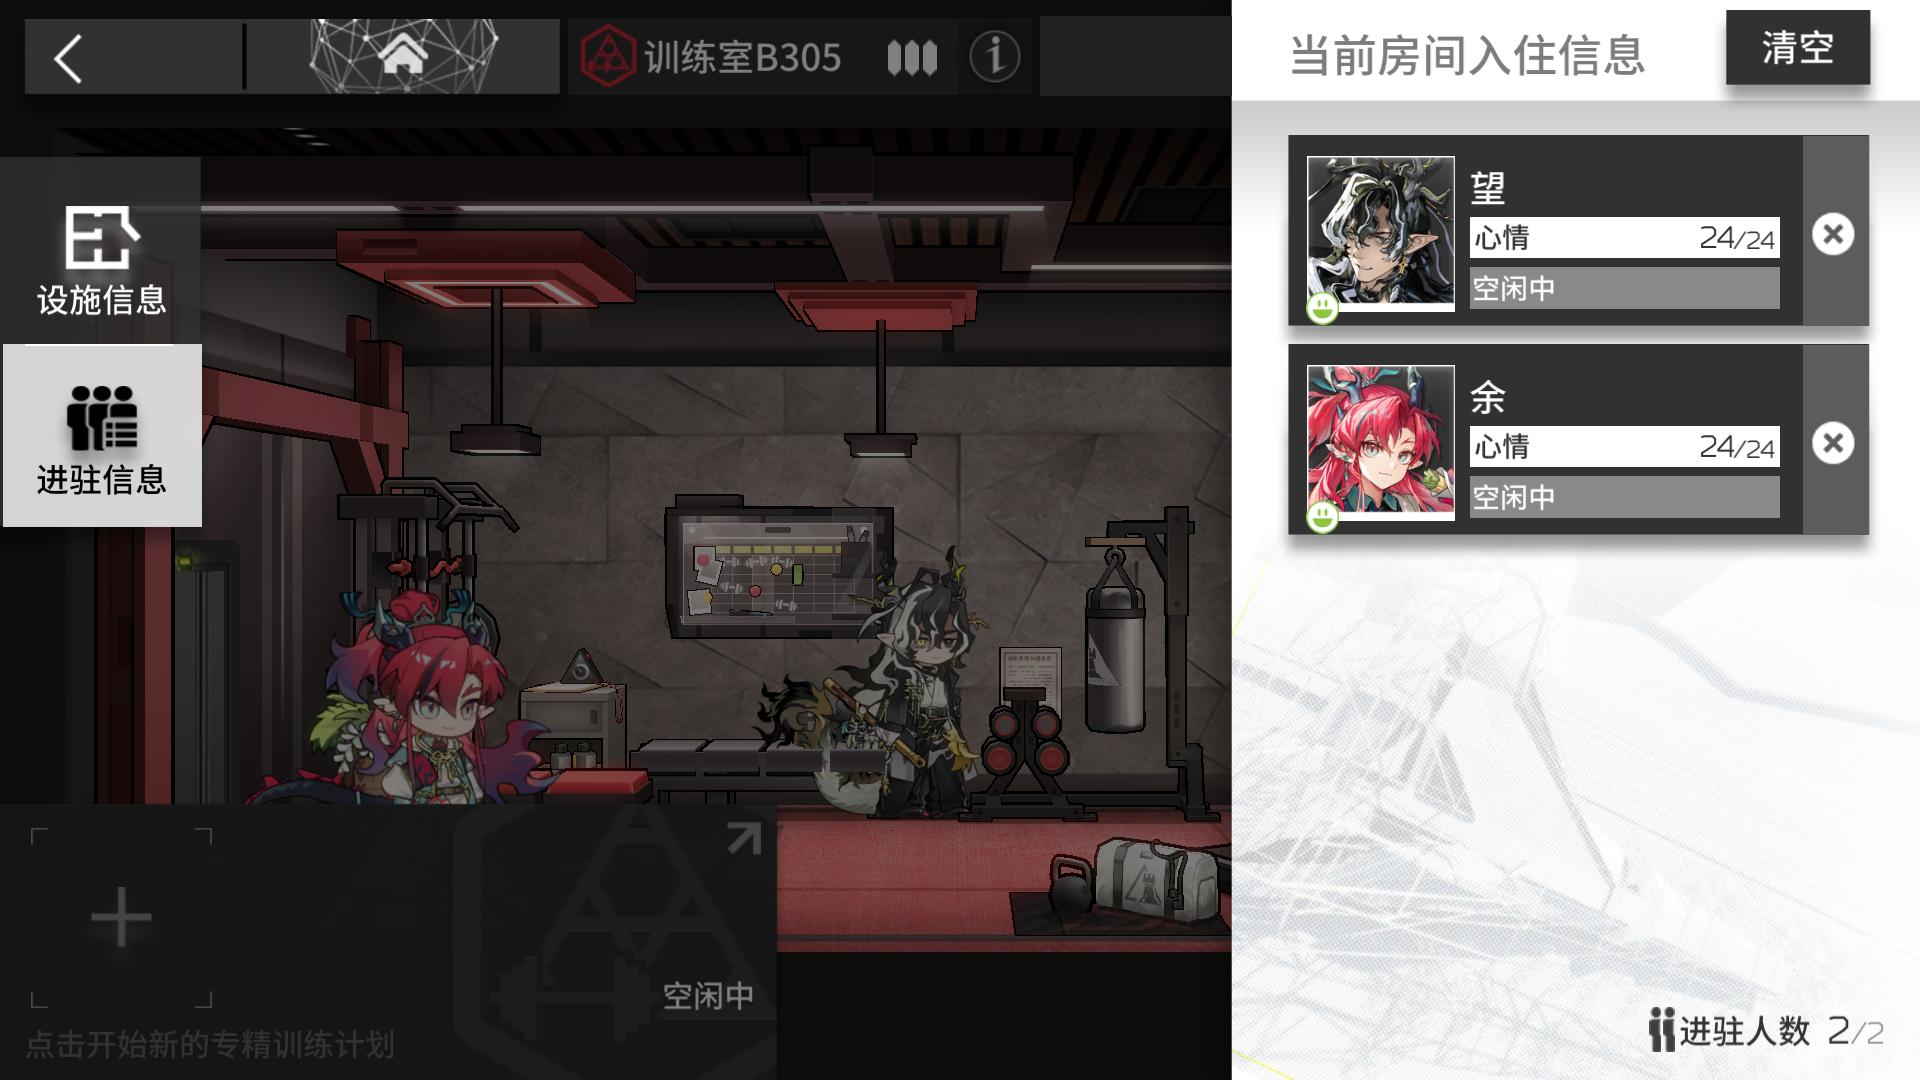 训练室B305
当前房间入住信息
清空
设施信息
进驻信息
望
心情 24/24
空闲中
余
心情 24/24
空闲中
空闲中
点击开始新的专精训练计划
进驻人数 2/2